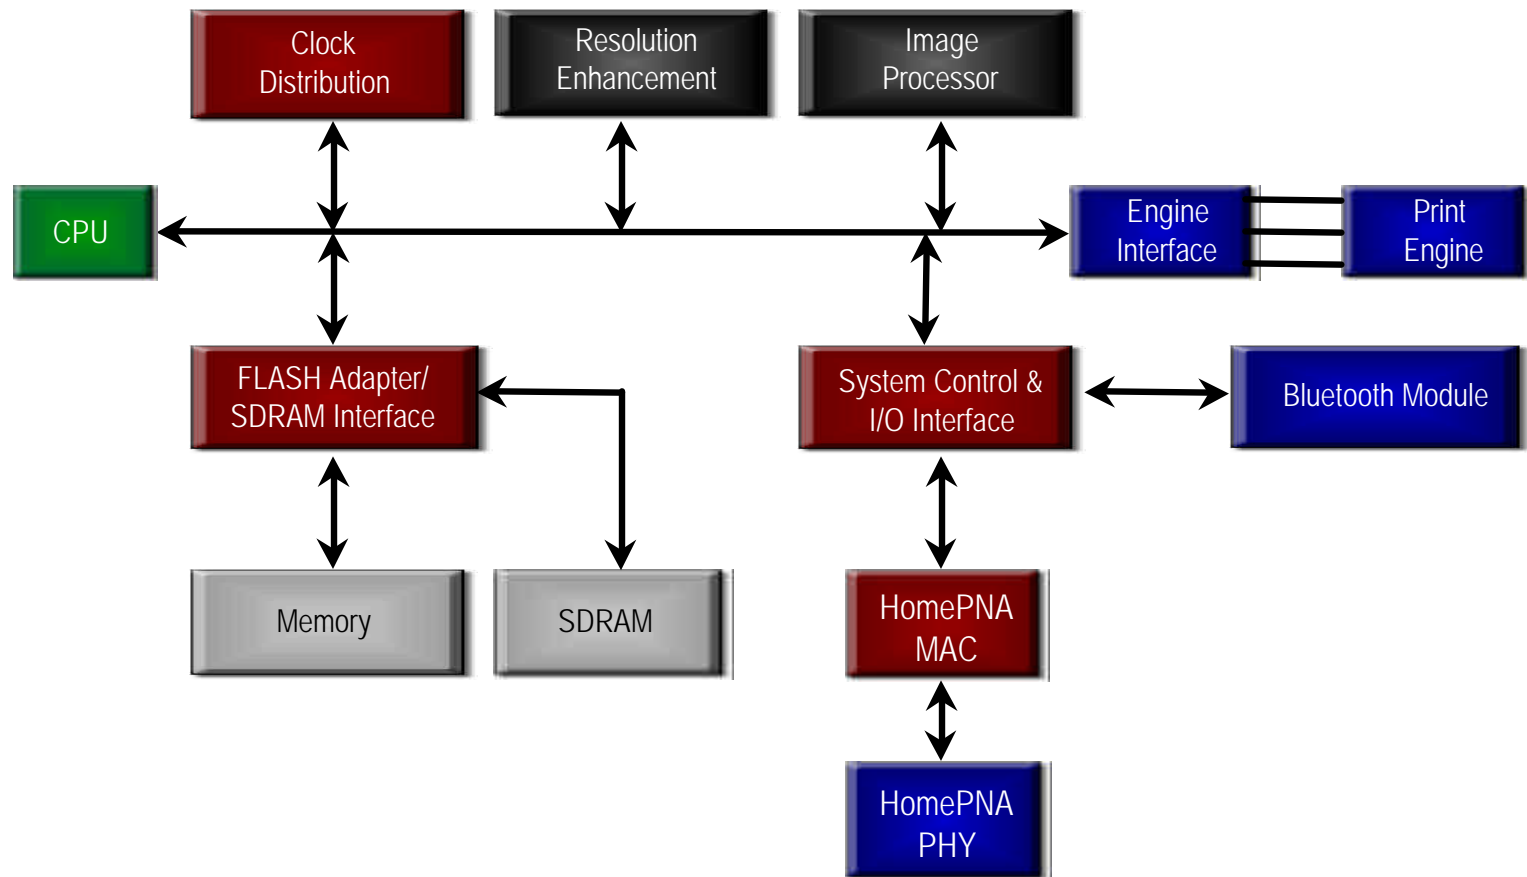 Clock
Distribution
Resolution
Enhancement
Image
Processor
CPU
Engine
Interface
Print
Engine
FLASH Adapter/
SDRAM Interface
System Control &
I/O Interface
Bluetooth Module
Memory
SDRAM
HomePNA
MAC
HomePNA
PHY